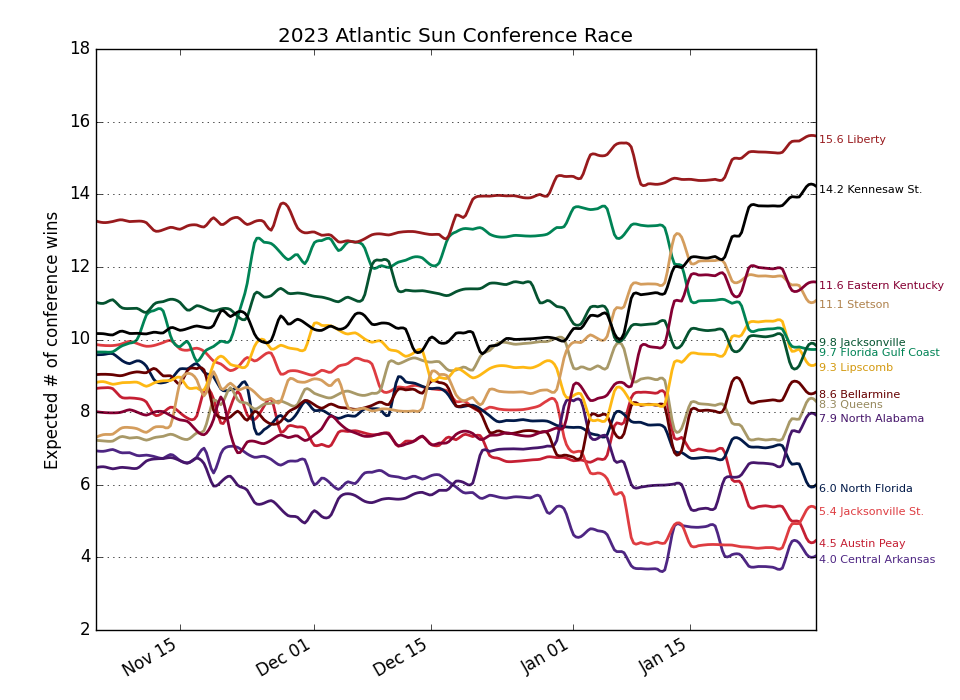 2023 Atlantic Sun Conference Race
Expected # of conference wins
18
16
14
12
10
8
6
4
2
Nov 15
Dec 01
Dec 15
Jan 01
Jan 15
15.6 Liberty
14.2 Kennesaw St.
11.6 Eastern Kentucky
11.1 Stetson
9.8 Jacksonville
9.7 Florida Gulf Coast
9.3 Lipscomb
8.6 Bellarmine
8.3 Queens
7.9 North Alabama
6.0 North Florida
5.4 Jacksonville St.
4.5 Austin Peay
4.0 Central Arkansas